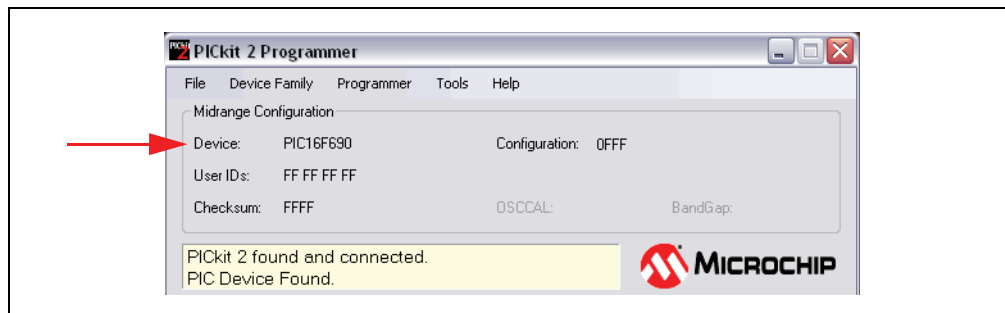 PICkit 2 Programmer
File Device Family Programmer Tools Help
Midrange Configuration
Device: PIC16F690 Configuration: 0FFF
User IDs: FF FF FF FF
Checksum: FFFF OSCCAL: BandGap:
PICkit 2 found and connected.
PIC Device Found.
MICROCHIP